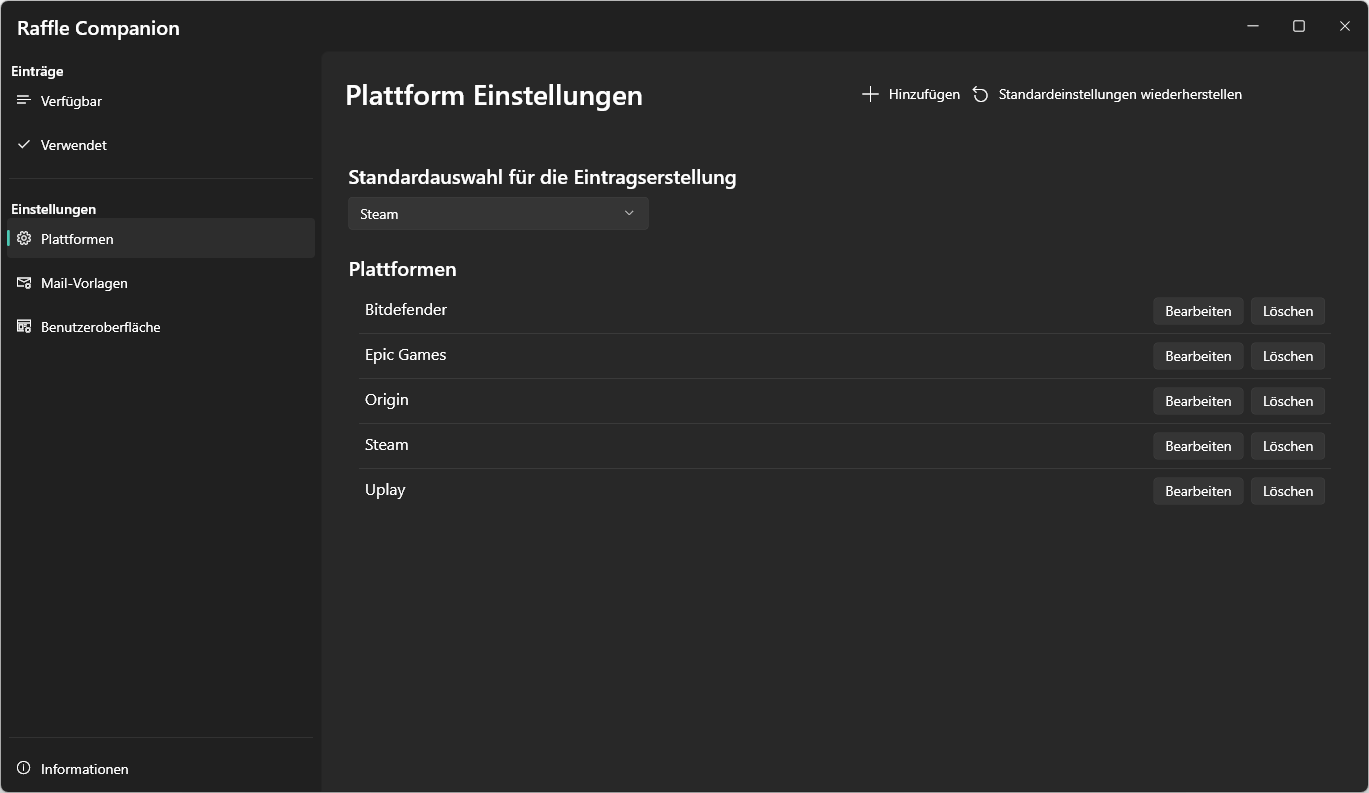 Raffle Companion
Einträge
Verfügbar
Verwendet
Einstellungen
Plattformen
Mail-Vorlagen
Benutzeroberfläche
Informationen
Plattform Einstellungen
Hinzufügen
Standardeinstellungen wiederherstellen
Standardauswahl für die Eintragserstellung
Steam
Plattformen
Bitdefender Bearbeiten Löschen
Epic Games Bearbeiten Löschen
Origin Bearbeiten Löschen
Steam Bearbeiten Löschen
Uplay Bearbeiten Löschen